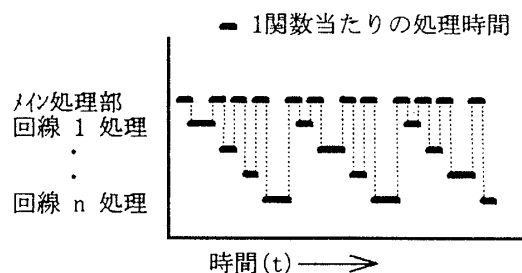 1関数当たりの処理時間
メイン処理部
回線 1 処理
・
・
回線 n 処理
時間(t)